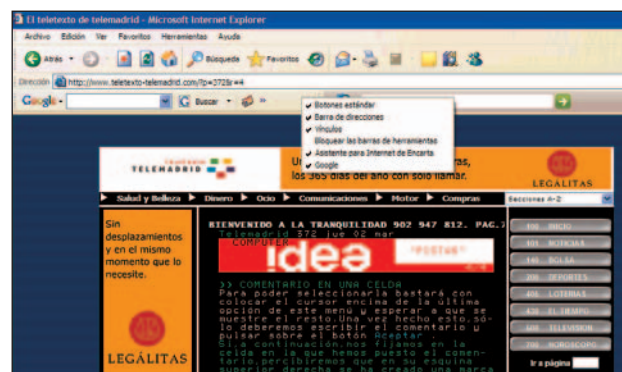 El teletexto de telemadrid - Microsoft Internet Explorer
Archivo Edición Ver Favoritos Herramientas Ayuda
Atrás Búsqueda Favoritos
Dirección http://www.teletexto-telemadrid.com/?p=372&r=4
Google Buscar
Botones estándar
Barra de direcciones
Vínculos
Bloquear las barras de herramientas
Asistente para Internet de Encarta
Google
TELEMADRID
los 365 días del año con sólo llamar.
LEGÁLITAS
Salud y Belleza Dinero Ocio Comunicaciones Motor Compras
Secciones A-Z
Sin
desplazamientos
y en el mismo
momento que lo
necesite.
LEGÁLITAS
BIENVENIDO A LA TRANQUILIDAD 902 947 812. PAG.
Telemadrid 372 jue 02 mar
COMPUTER
idea
"POSTAS"
4/4
>> COMENTARIO EN UNA CELDA
Para poder seleccionarla bastará con
colocar el cursor encima de la última
opción de este menú y esperar a que se
muestre el resto.Una vez hecho esto,só-
lo deberemos escribir el comentario y
pulsar sobre el botón Aceptar .
Si,a continuación,nos fijamos en la
celda en la que hemos puesto el comen-
tario,percibiremos que en su esquina
superior derecha se ha creado una marca
100 INICIO
101 NOTICIAS
140 BOLSA
200 DEPORTES
400 LOTERIAS
430 EL TIEMPO
500 TELEVISION
700 HOROSCOPO
Ir a página